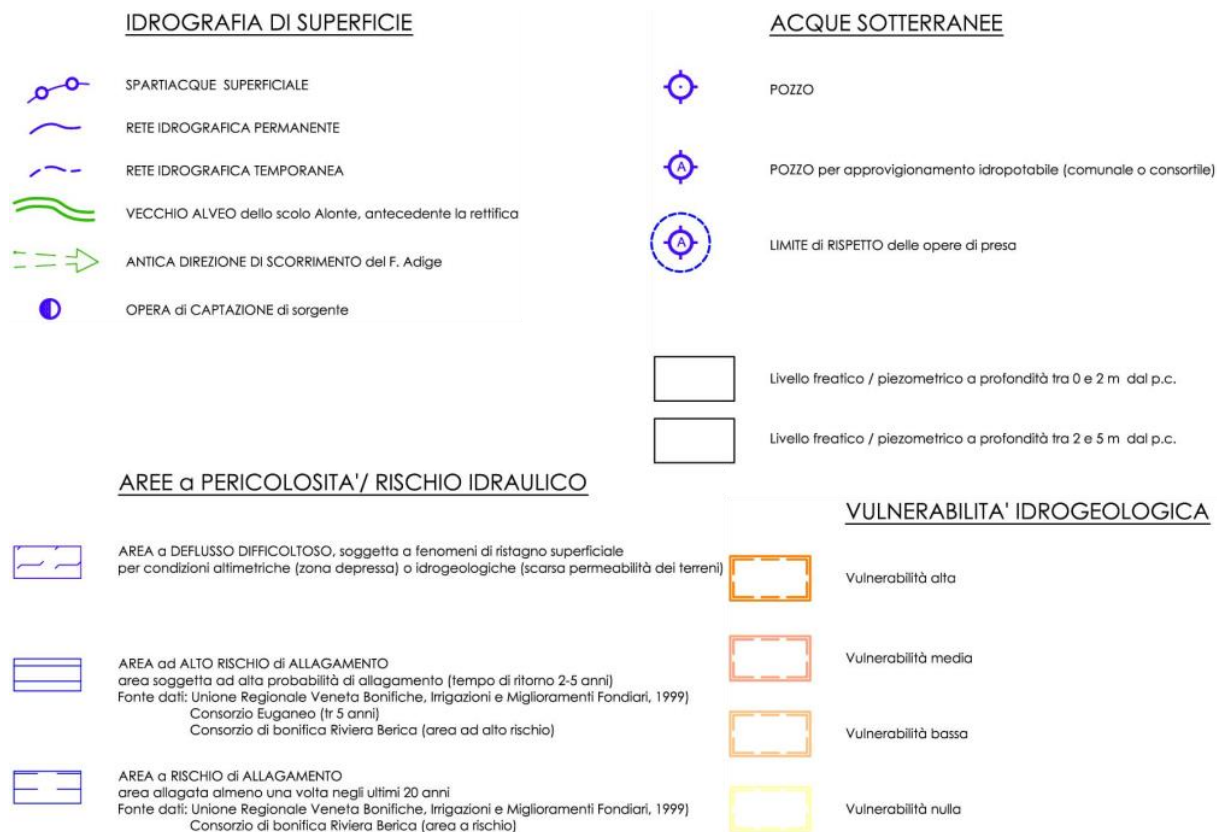 IDROGRAFIA DI SUPERFICIE
SPARTIACQUE SUPERFICIALE
RETE IDROGRAFICA PERMANENTE
RETE IDROGRAFICA TEMPORANEA
VECCHIO ALVEO dello scolo Alonte, antecedente la rettifica
ANTICA DIREZIONE DI SCORRIMENTO del F. Adige
OPERA di CAPTAZIONE di sorgente
ACQUE SOTTERRANEE
POZZO
A
POZZO per approvigionamento idropotabile (comunale o consortile)
A
LIMITE di RISPETTO delle opere di presa
Livello freatico / piezometrico a profondità tra 0 e 2 m dal p.c.
Livello freatico / piezometrico a profondità tra 2 e 5 m dal p.c.
AREE a PERICOLOSITA'/ RISCHIO IDRAULICO
AREA a DEFLUSSO DIFFICOLTOSO, soggetta a fenomeni di ristagno superficiale
per condizioni altimetriche (zona depressa) o idrogeologiche (scarsa permeabilità dei terreni)
AREA ad ALTO RISCHIO di ALLAGAMENTO
area soggetta ad alta probabilità di allagamento (tempo di ritorno 2-5 anni)
Fonte dati: Unione Regionale Veneta Bonifiche, Irrigazioni e Miglioramenti Fondiari, 1999)
Consorzio Euganeo (tr 5 anni)
Consorzio di bonifica Riviera Berica (area ad alto rischio)
AREA a RISCHIO di ALLAGAMENTO
area allagata almeno una volta negli ultimi 20 anni
Fonte dati: Unione Regionale Veneta Bonifiche, Irrigazioni e Miglioramenti Fondiari, 1999)
Consorzio di bonifica Riviera Berica (area a rischio)
VULNERABILITA' IDROGEOLOGICA
Vulnerabilità alta
Vulnerabilità media
Vulnerabilità bassa
Vulnerabilità nulla